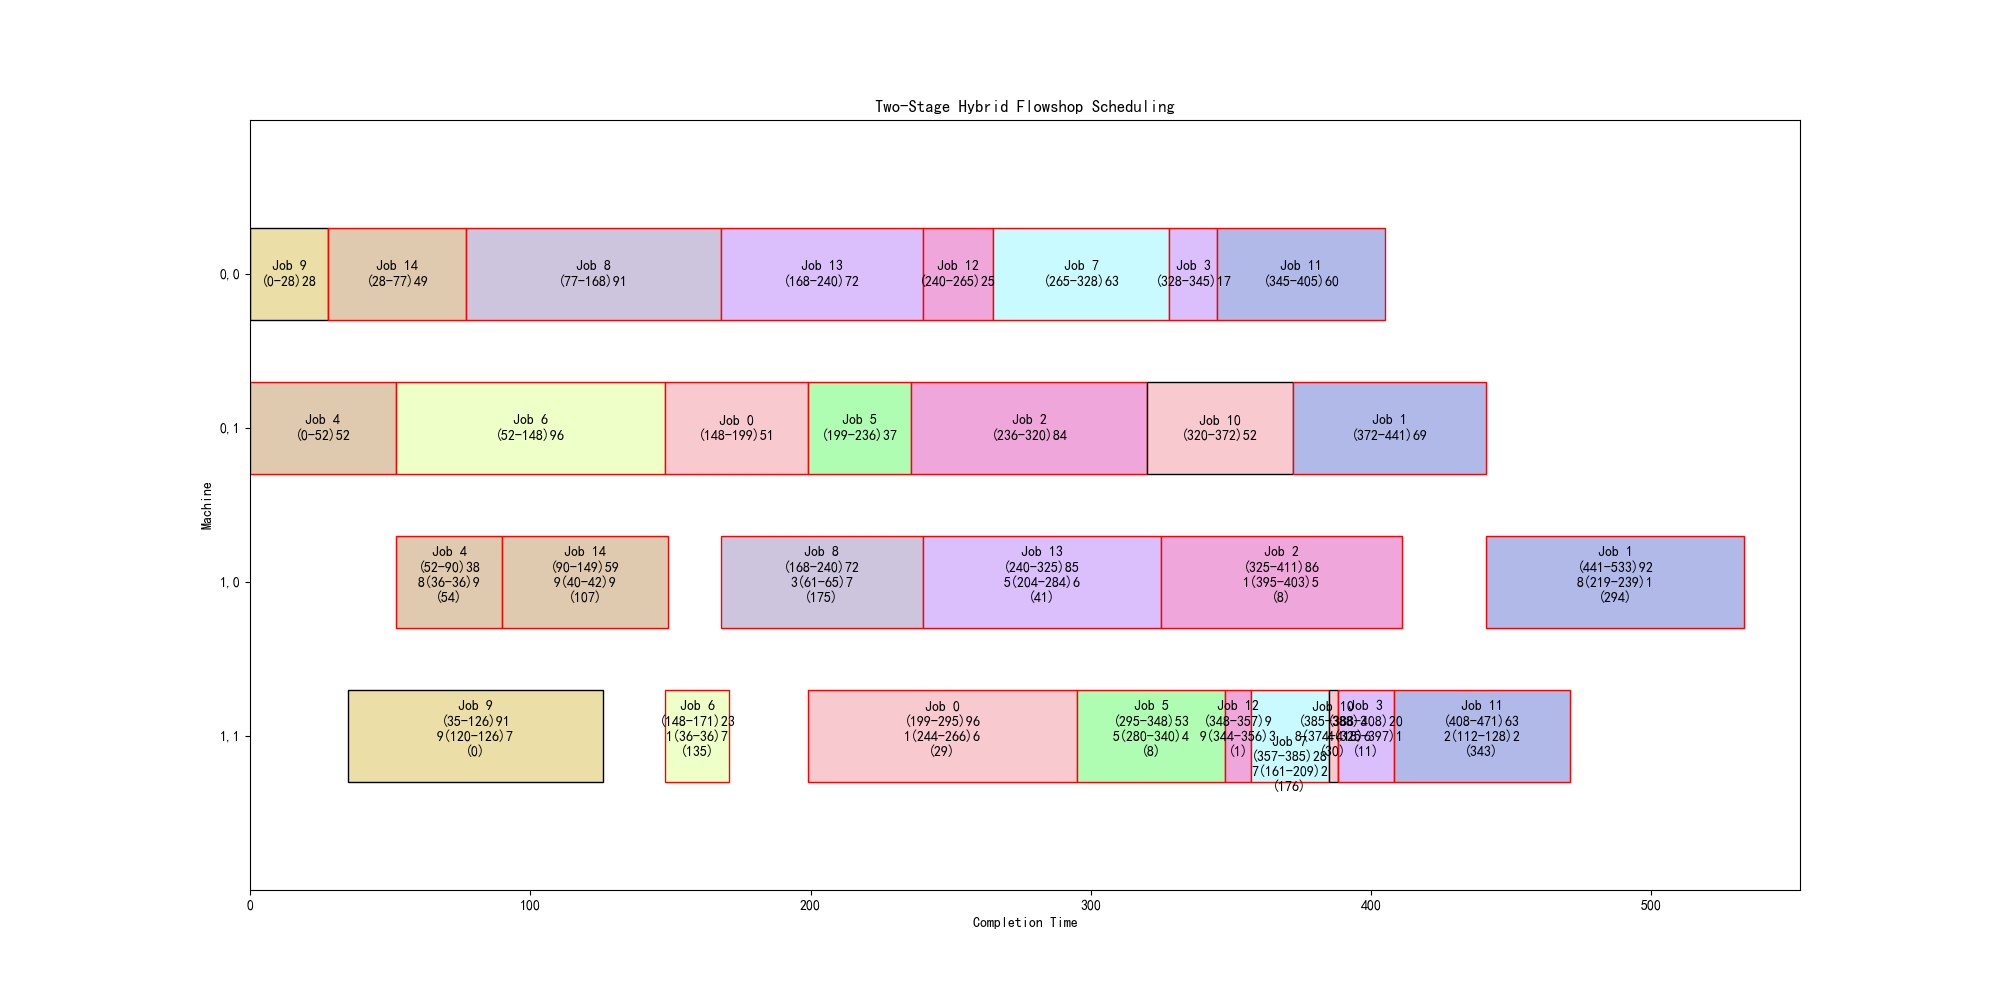 Two-Stage Hybrid Flowshop Scheduling
0,0
Job 9
(0-28)28
Job 14
(28-77)49
Job 8
(77-168)91
Job 13
(168-240)72
Job 12
(240-265)25
Job 7
(265-328)63
Job 3
(328-345)17
Job 11
(345-405)60
0,1
Job 4
(0-52)52
Job 6
(52-148)96
Job 0
(148-199)51
Job 5
(199-236)37
Job 2
(236-320)84
Job 10
(320-372)52
Job 1
(372-441)69
Machine
1,0
Job 4
(52-90)38
8(36-36)9
(54)
Job 14
(90-149)59
9(40-42)9
(107)
Job 8
(168-240)72
3(61-65)7
(175)
Job 13
(240-325)85
5(204-284)6
(41)
Job 2
(325-411)86
1(395-403)5
(8)
Job 1
(441-533)92
8(219-239)1
(294)
1,1
Job 9
(35-126)91
9(120-126)7
(0)
Job 6
(148-171)23
1(36-36)7
(135)
Job 0
(199-295)96
1(244-266)6
(29)
Job 5
(295-348)53
5(280-340)4
(8)
Job 12
(348-357)9
9(344-356)3
(1)
Job 7
(357-385)28
7(161-209)2
(176)
Job 10
(30)
Job 3
(388-408)20
(11)
Job 11
(408-471)63
2(112-128)2
(343)
0
100
200
300
400
500
Completion Time